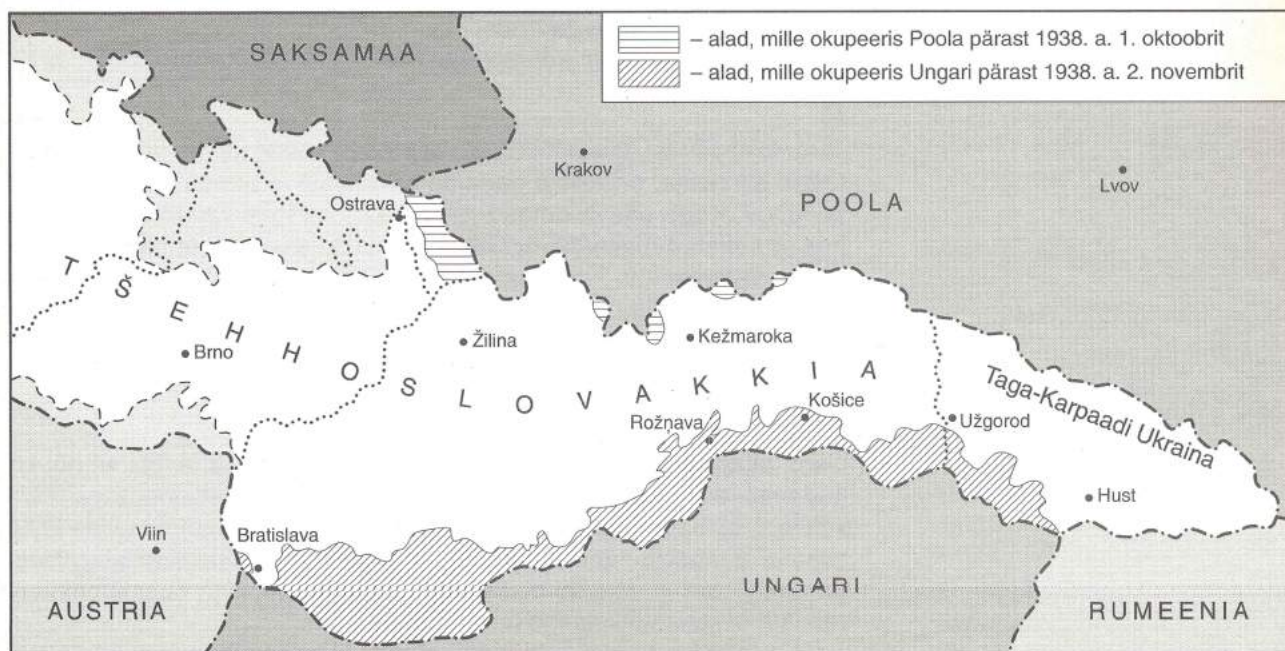 SAKSAMAA
– alad, mille okupeeris Poola pärast 1938. a. 1. oktoobrit
– alad, mille okupeeris Ungari pärast 1938. a. 2. novembrit
Krakov
Lvov
Ostrava
POOLA
TŠEHHOSLOVAKKIA
Brno
Žilina
Kežmaroka
Košice
Rožnava
Užgorod
Taga-Karpaadi Ukraina
Hust
Viin
Bratislava
AUSTRIA
UNGARI
RUMEENIA